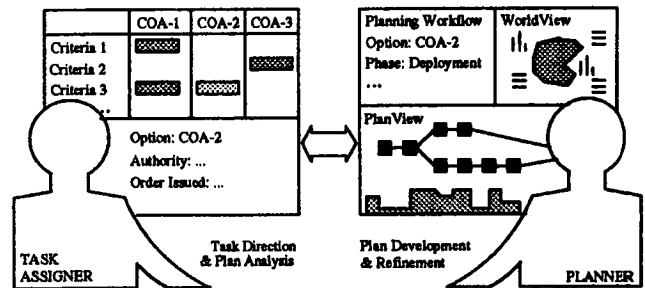 COA-1 COA-2 COA-3
Criteria 1
Criteria 2
Criteria 3
...
Option: COA-2
Authority: ...
Order Issued: ...
Planning Workflow
Option: COA-2
Phase: Deployment
...
WorldView
PlanView
TASK
ASSIGNER
Task Direction
& Plan Analysis
Plan Development
& Refinement
PLANNER